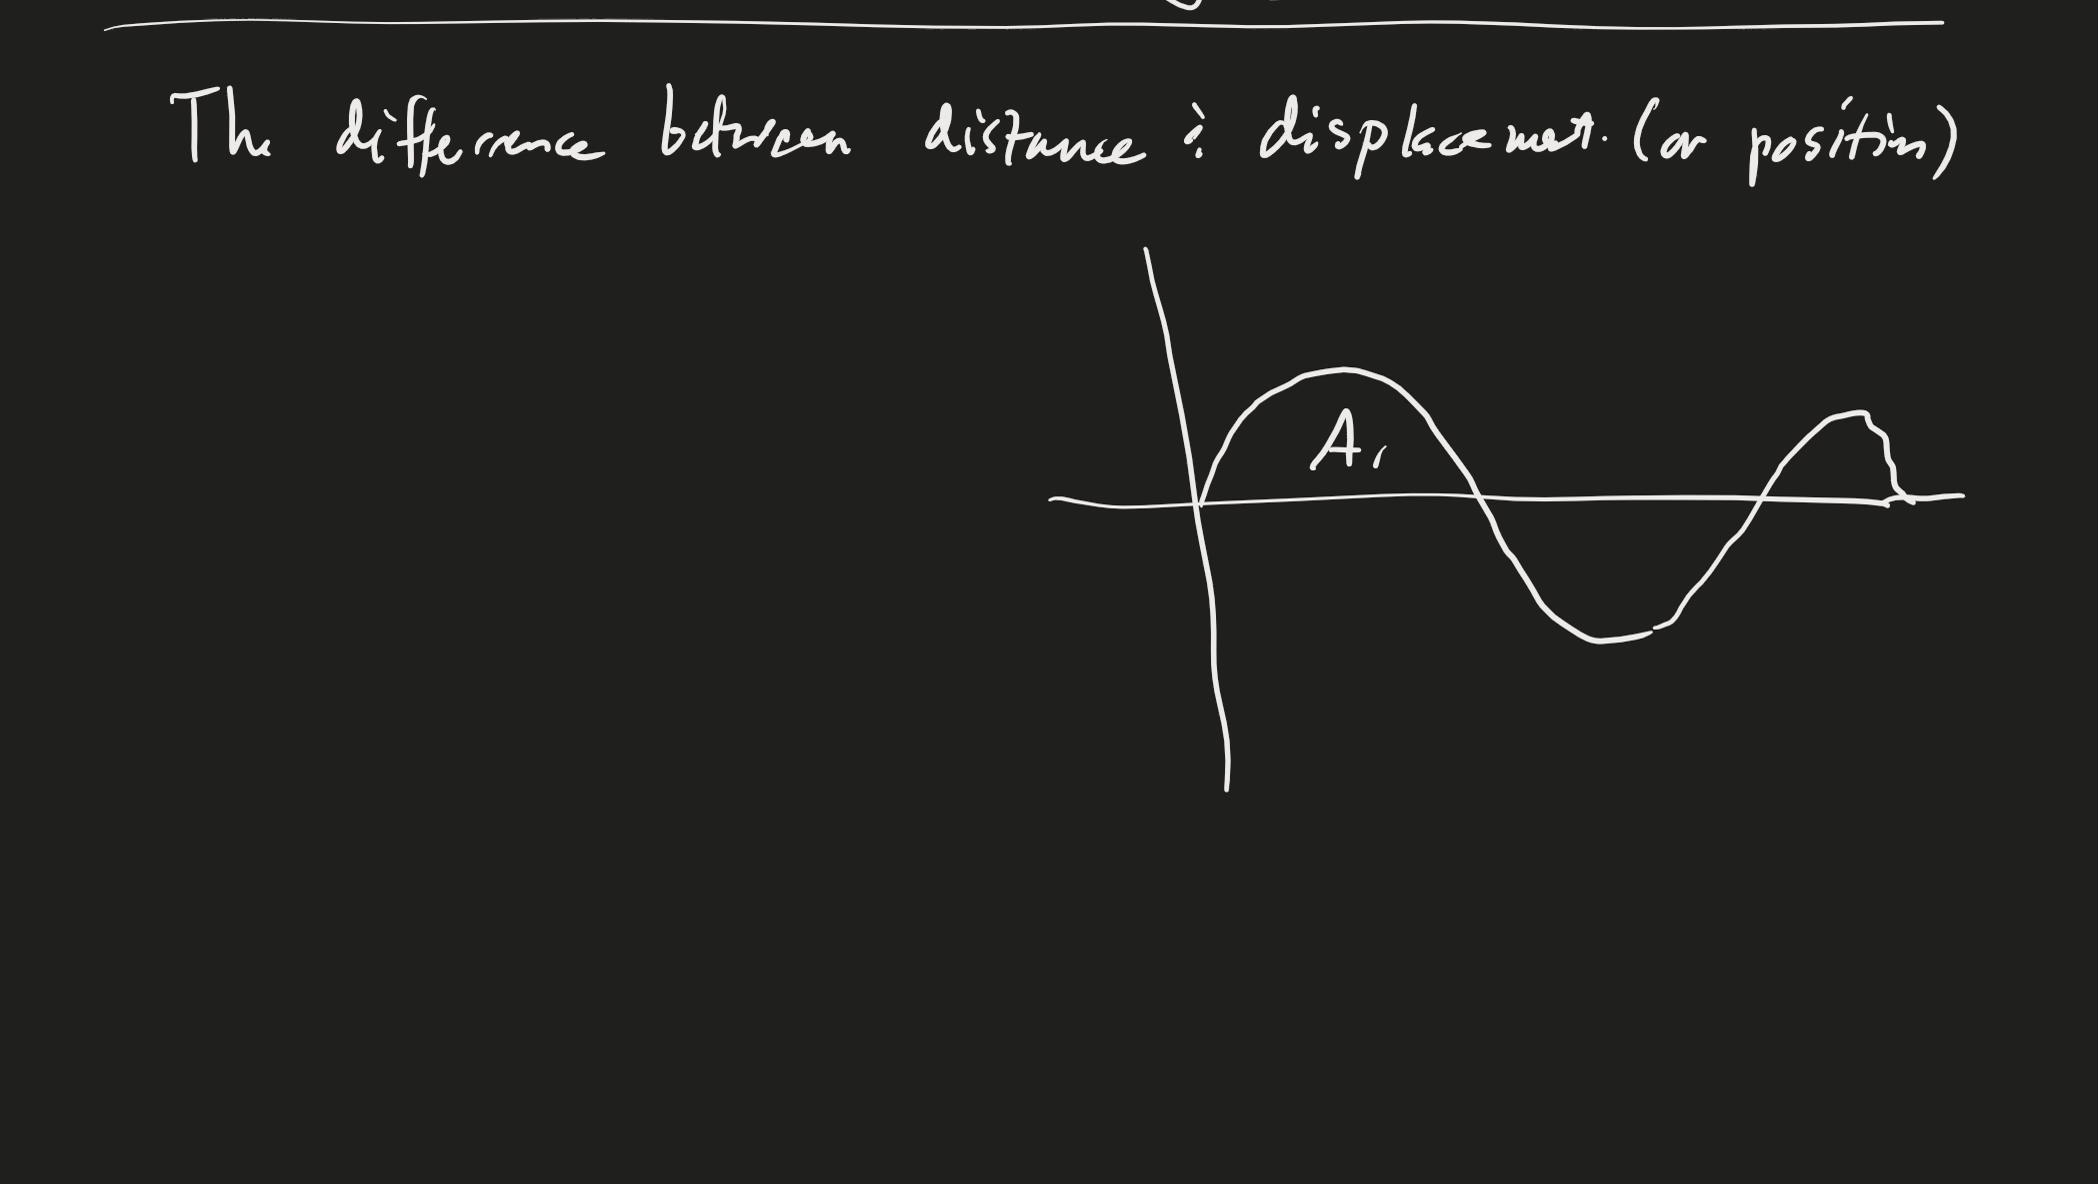 The difference between distance & displacement. (or position)
A₁